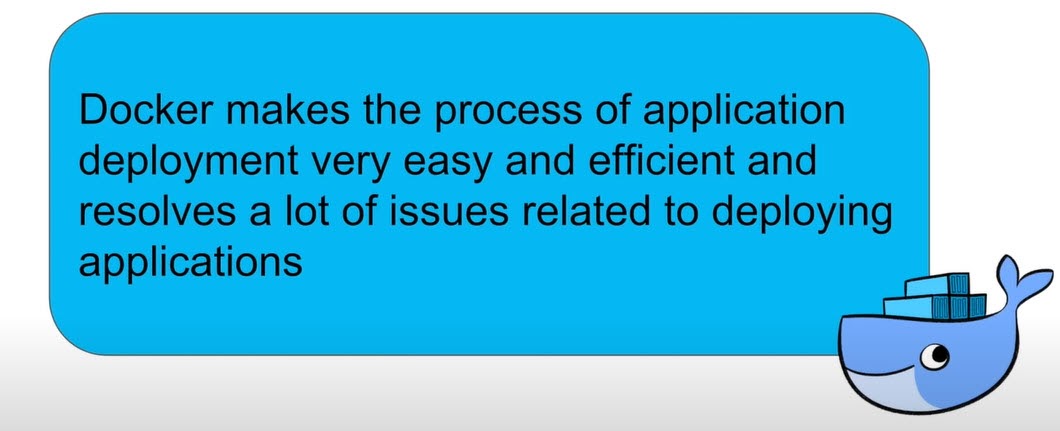 Docker makes the process of application
deployment very easy and efficient and
resolves a lot of issues related to deploying
applications